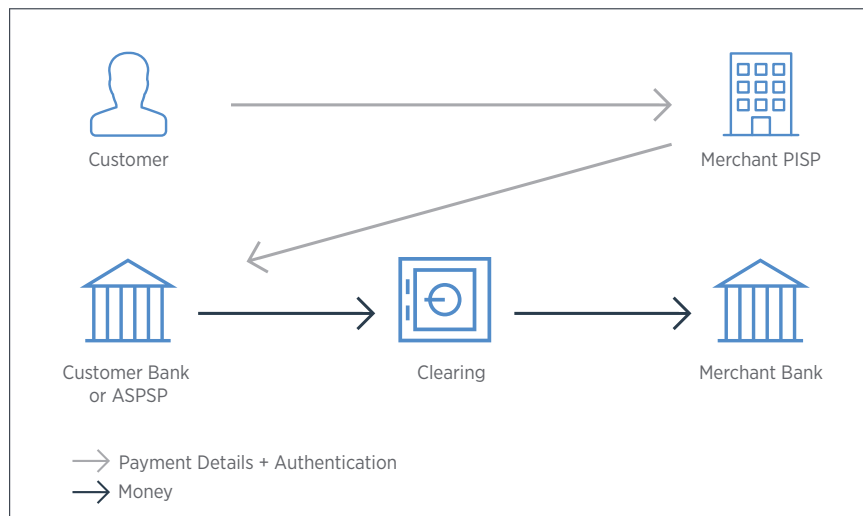 Customer
Merchant PISP
Customer Bank
or ASPSP
Clearing
Merchant Bank
Payment Details + Authentication
Money